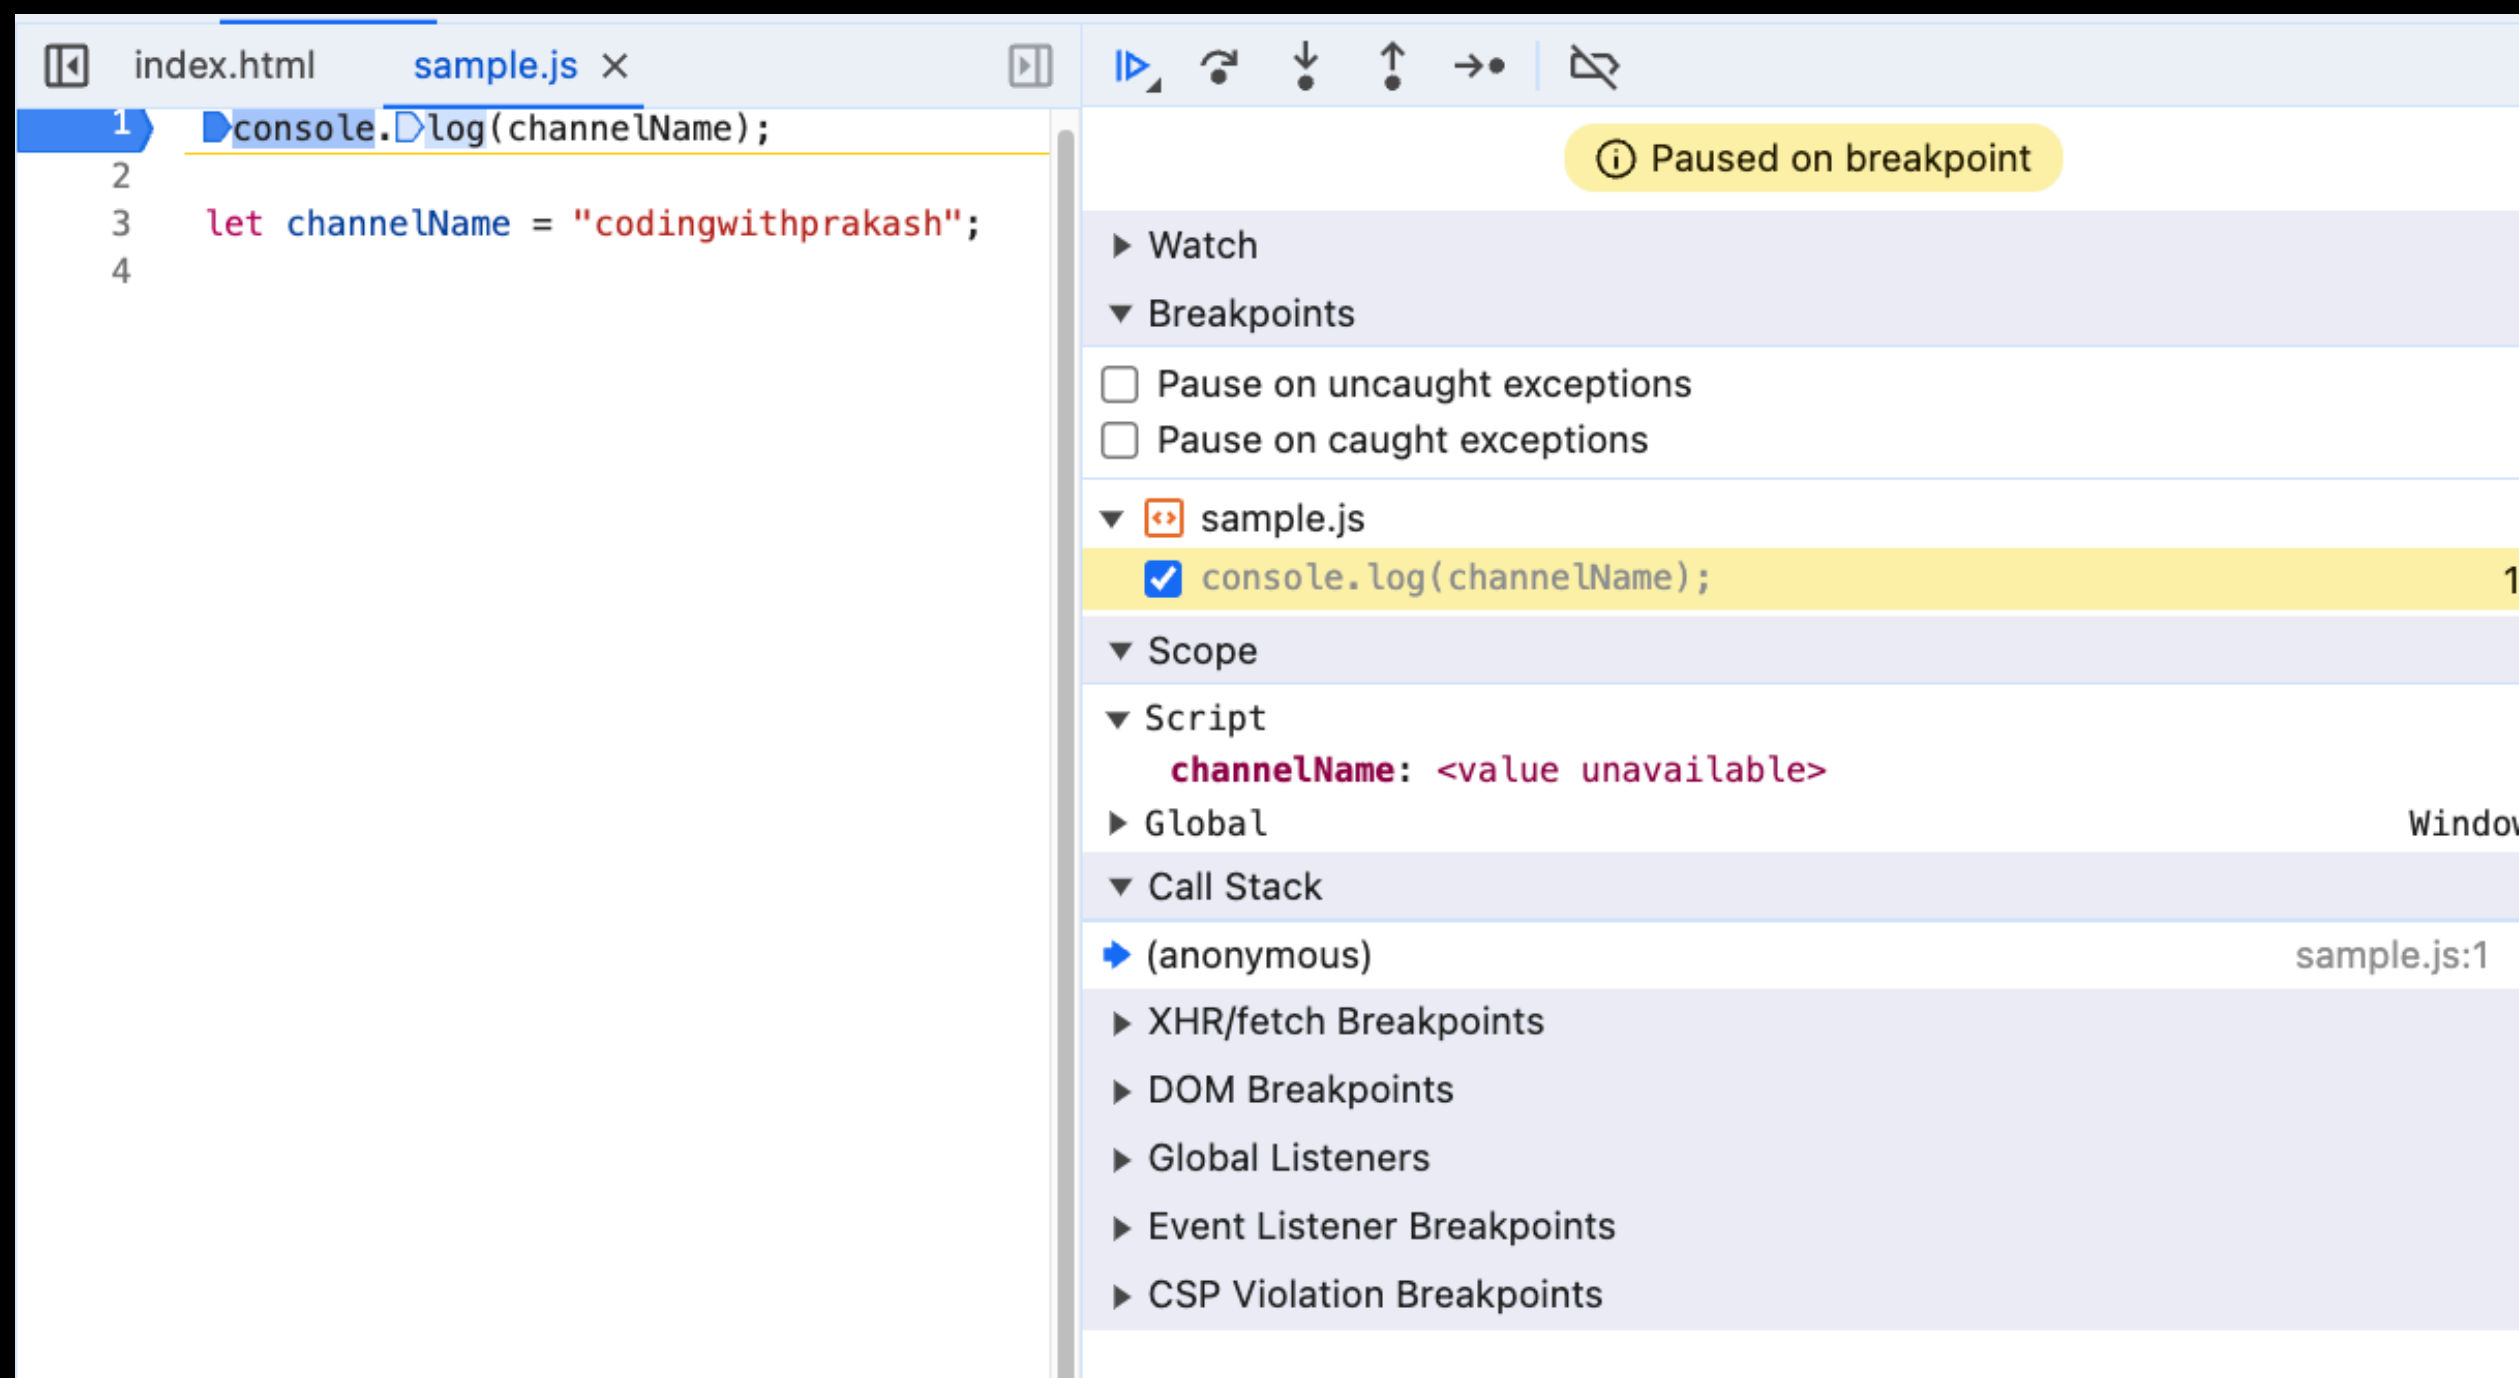 index.html sample.js
1 console.log(channelName);
2
3 let channelName = "codingwithprakash";
4
Paused on breakpoint
Watch
Breakpoints
Pause on uncaught exceptions
Pause on caught exceptions
sample.js
console.log(channelName); 1
Scope
Script
channelName: <value unavailable>
Global Window
Call Stack
(anonymous) sample.js:1
XHR/fetch Breakpoints
DOM Breakpoints
Global Listeners
Event Listener Breakpoints
CSP Violation Breakpoints